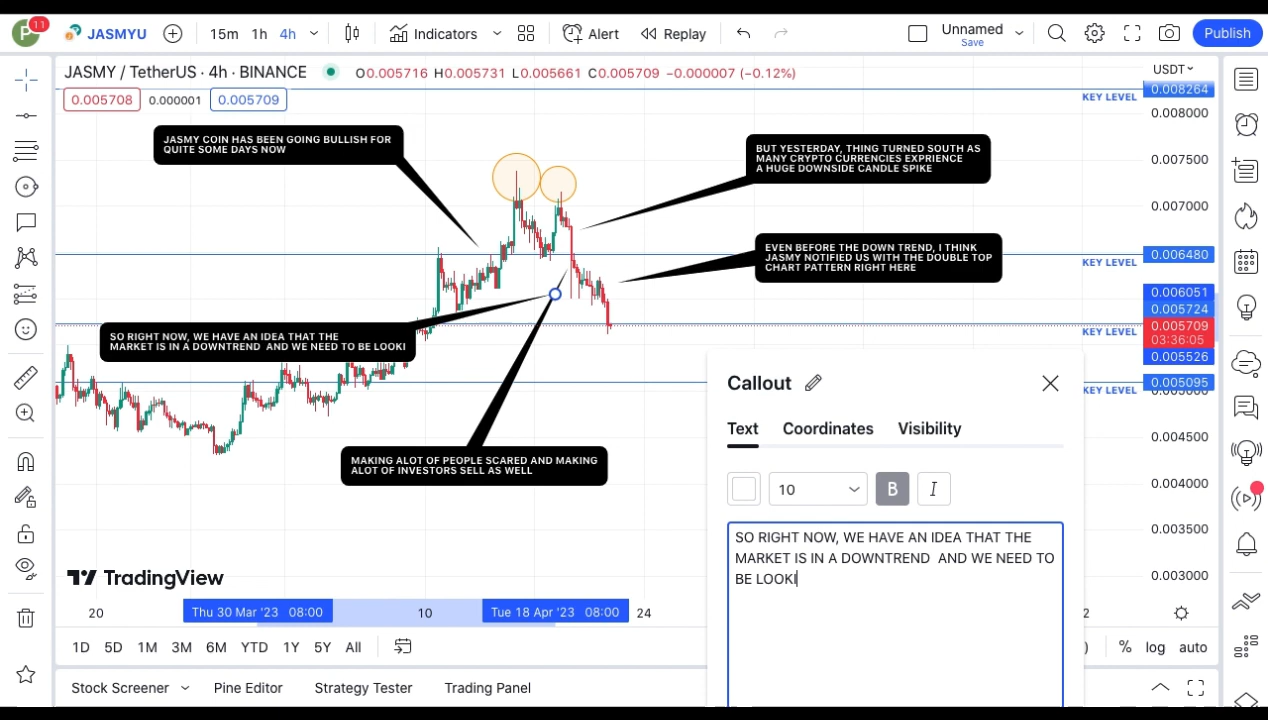 P
11
JASMYU
15m 1h 4h
Indicators
Alert
Replay
Unnamed
Save
Publish
JASMY / TetherUS · 4h · BINANCE
O0.005716 H0.005731 L0.005661 C0.005709 −0.000007 (−0.12%)
USDT
0.005708
0.000001
0.005709
0.008264
KEY LEVEL
0.008000
JASMY COIN HAS BEEN GOING BULLISH FOR
QUITE SOME DAYS NOW
BUT YESTERDAY, THING TURNED SOUTH AS
MANY CRYPTO CURRENCIES EXPRIENCE
A HUGE DOWNSIDE CANDLE SPIKE
0.007500
0.007000
EVEN BEFORE THE DOWN TREND, I THINK
JASMY NOTIFIED US WITH THE DOUBLE TOP
CHART PATTERN RIGHT HERE
0.006480
KEY LEVEL
0.006051
0.005724
0.005709
03:36:05
KEY LEVEL
0.005526
SO RIGHT NOW, WE HAVE AN IDEA THAT THE
MARKET IS IN A DOWNTREND  AND WE NEED TO BE LOOKI
0.005095
KEY LEVEL
Callout
Text
Coordinates
Visibility
0.004500
MAKING ALOT OF PEOPLE SCARED AND MAKING
ALOT OF INVESTORS SELL AS WELL
0.004000
10
B
I
0.003500
SO RIGHT NOW, WE HAVE AN IDEA THAT THE
MARKET IS IN A DOWNTREND  AND WE NEED TO
BE LOOKI
0.003000
TradingView
20
Thu 30 Mar '23 08:00
10
Tue 18 Apr '23 08:00
24
2
1D 5D 1M 3M 6M YTD 1Y 5Y All
)
% log auto
Stock Screener
Pine Editor
Strategy Tester
Trading Panel